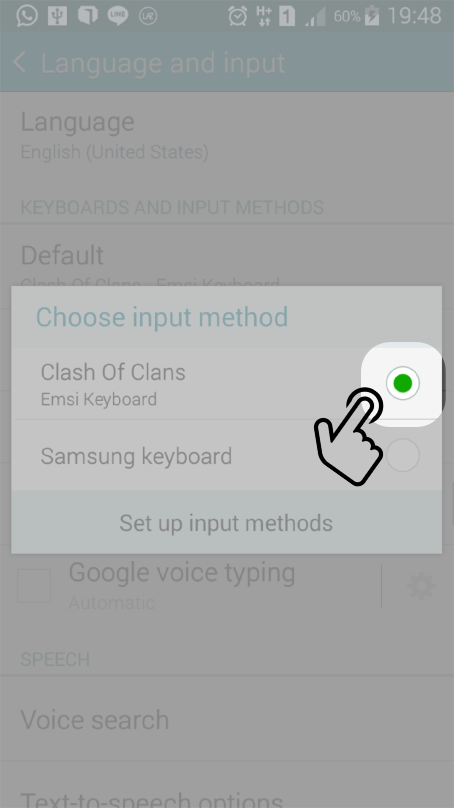 60% 19:48
Language and input
Language
English (United States)
KEYBOARDS AND INPUT METHODS
Default
Clash Of Clans - Emsi Keyboard
Choose input method
Clash Of Clans
Emsi Keyboard
Samsung keyboard
Set up input methods
Google voice typing
Automatic
SPEECH
Voice search
Text-to-speech options